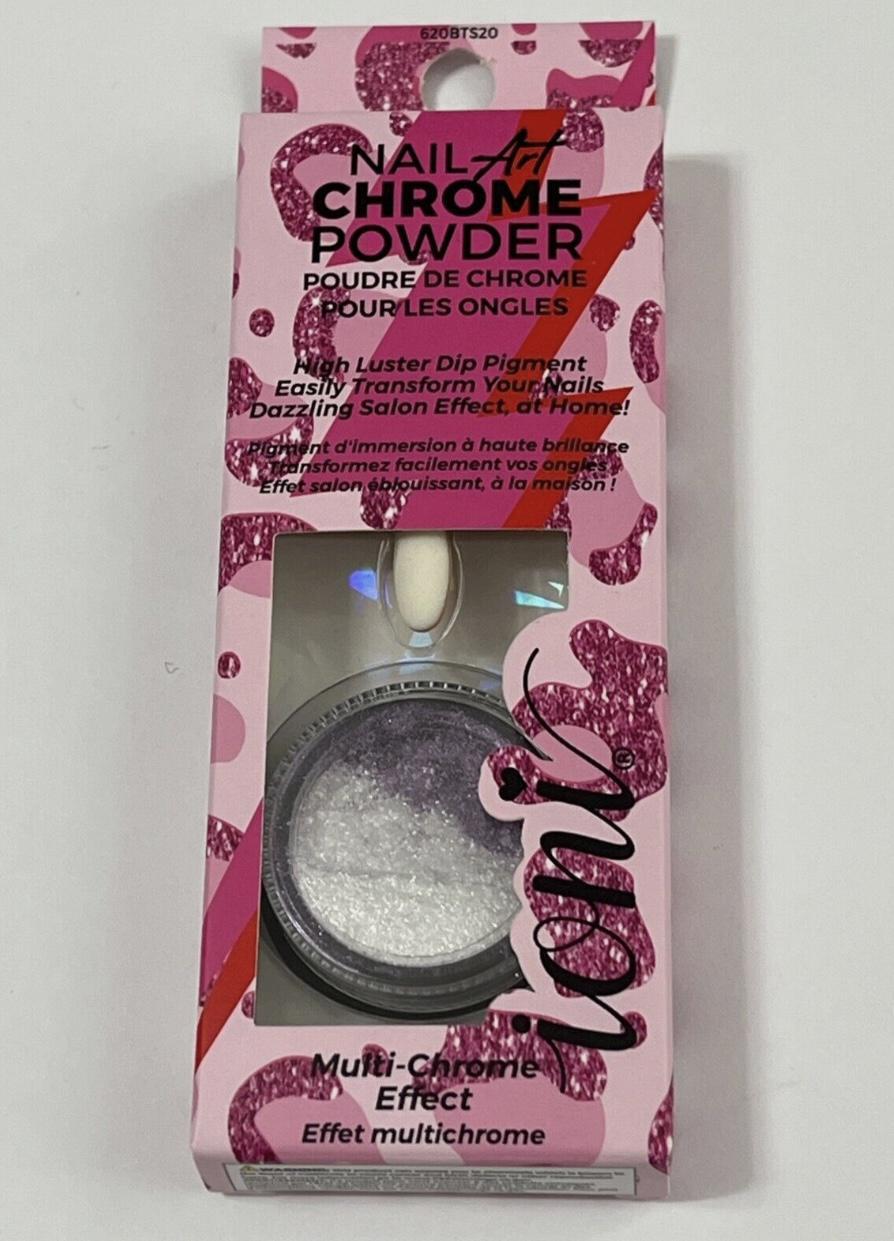 620BTS20
NAIL Art
CHROME
POWDER
POUDRE DE CHROME
POUR LES ONGLES
High Luster Dip Pigment
Easily Transform Your Nails
Dazzling Salon Effect, at Home!
Pigment d'immersion à haute brillance
Transformez facilement vos ongles
Effet salon éblouissant, à la maison !
ioni®
Multi-Chrome
Effect
Effet multichrome
WARNING: